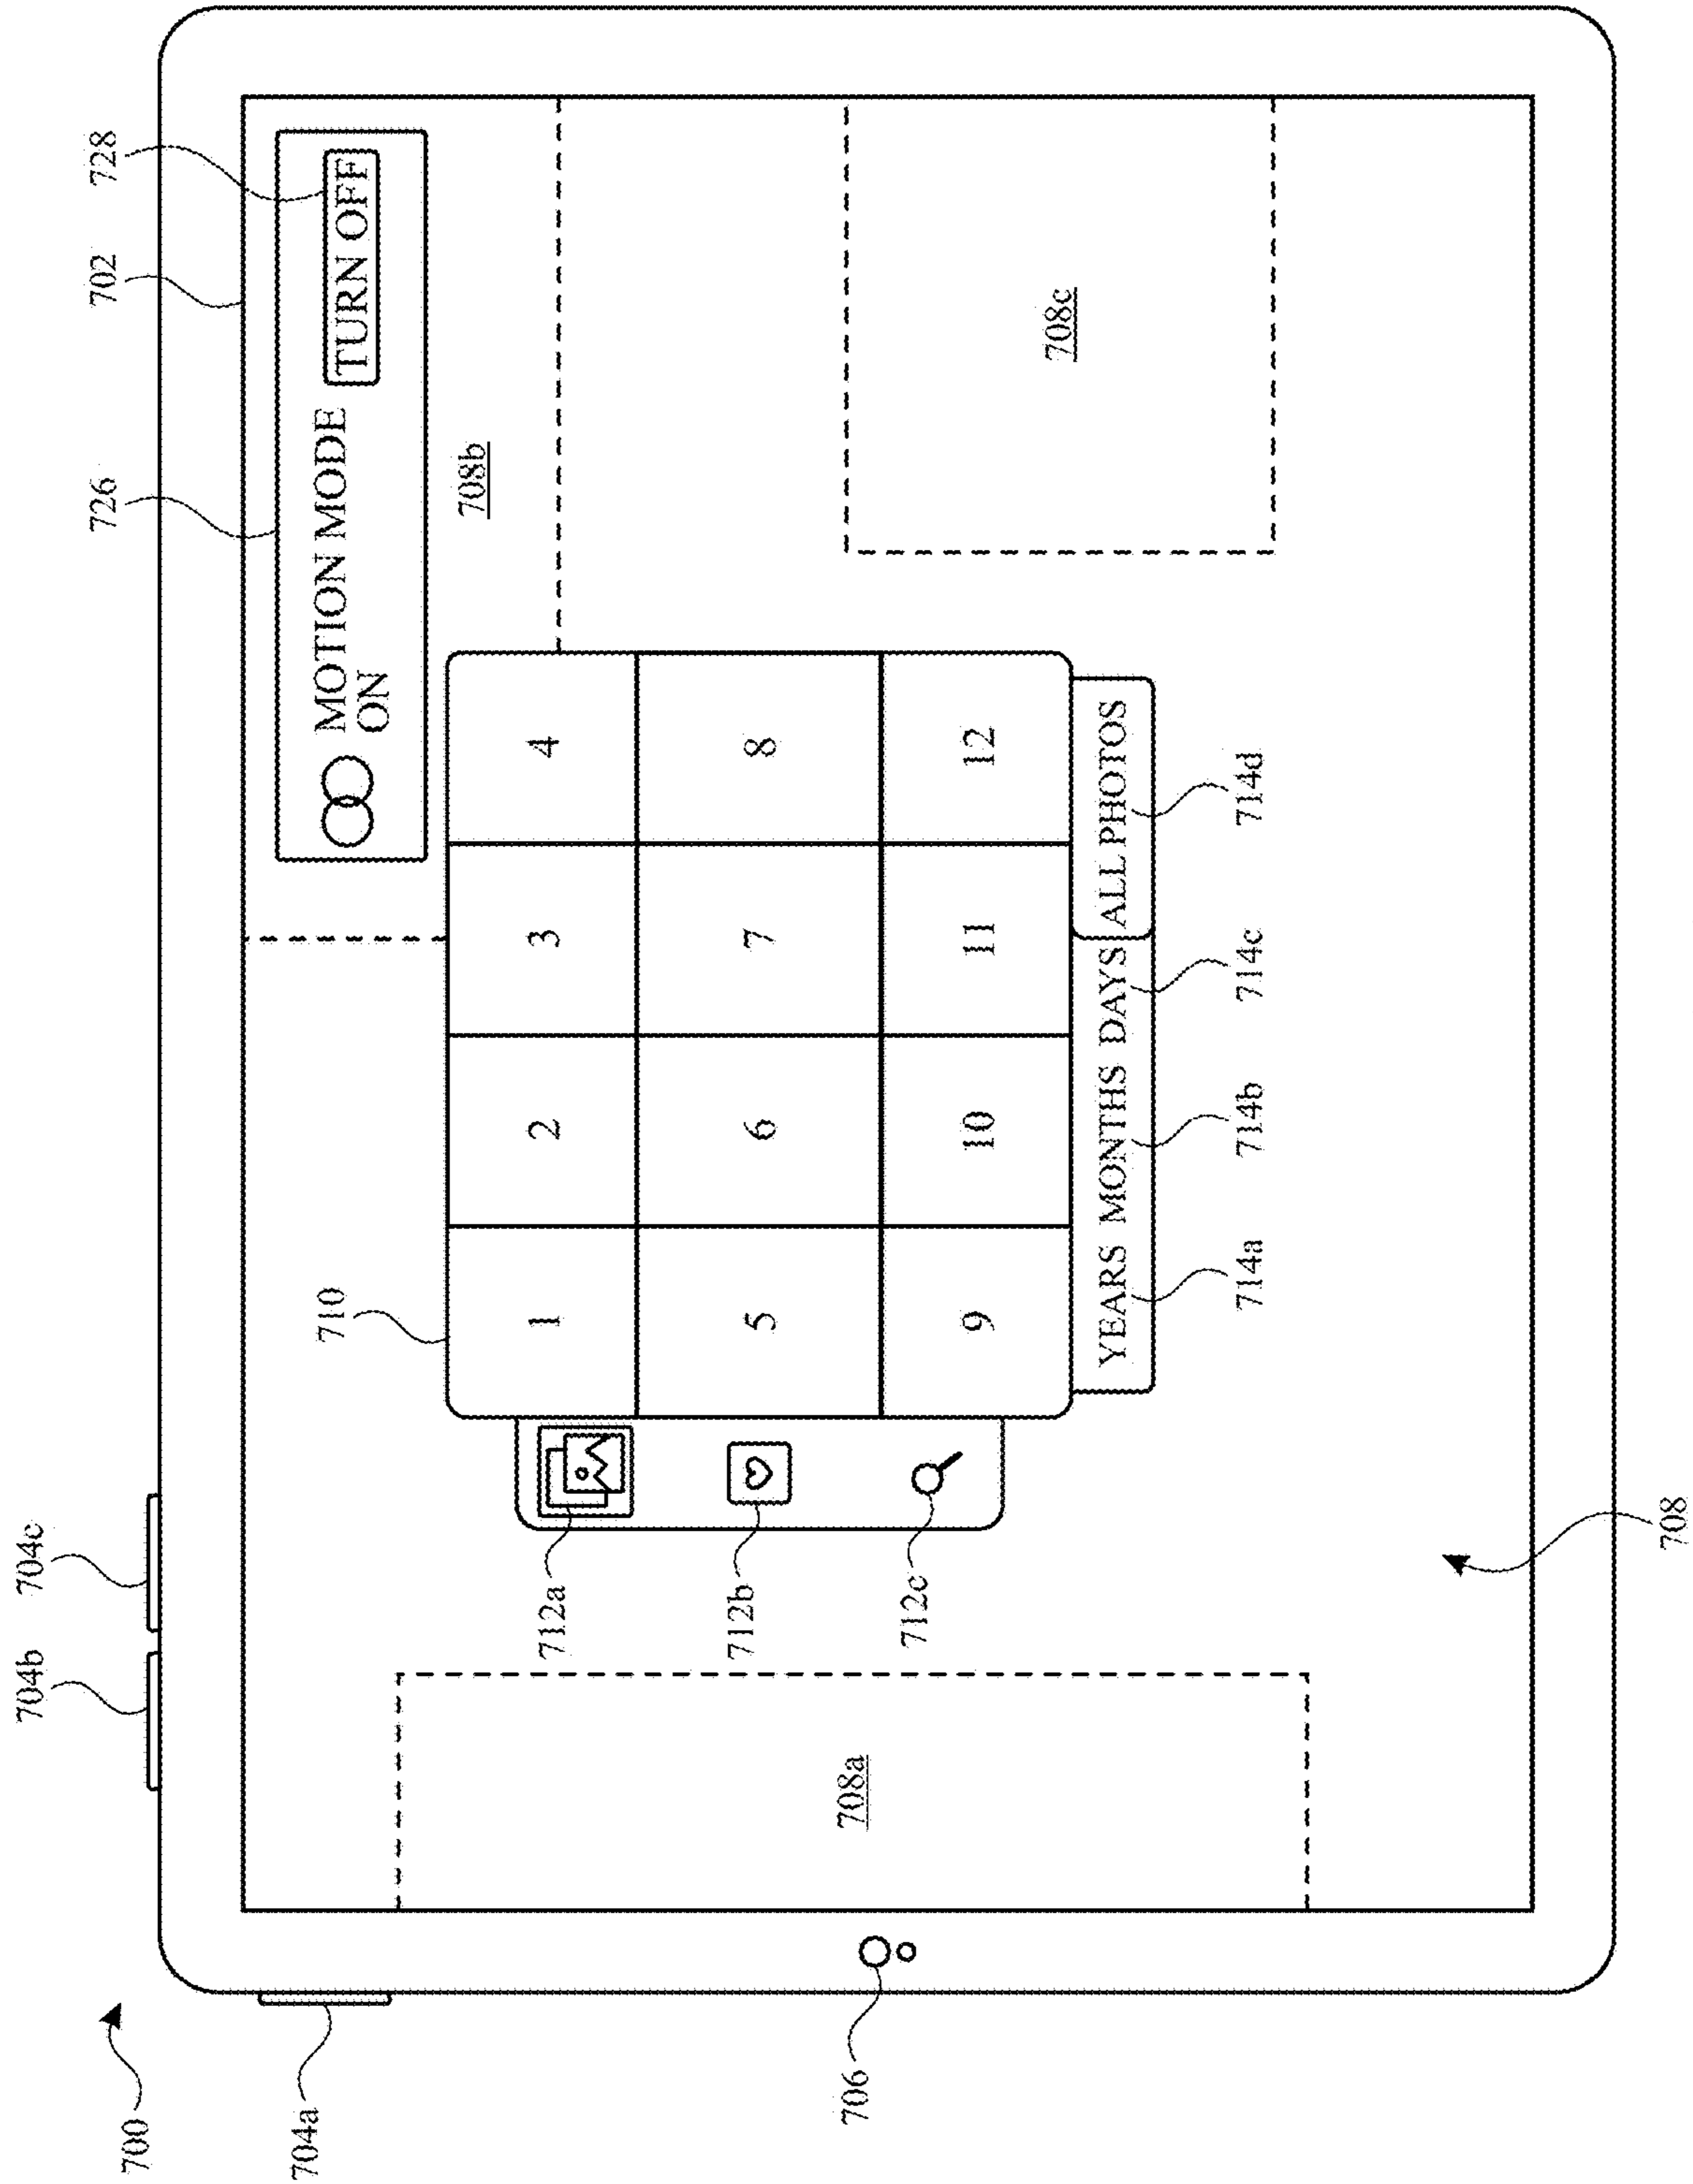 700
704a
704b
704c
710
726
702
728
MOTION MODE
ON
TURN OFF
708b
1 2 3 4
5 6 7 8
9 10 11 12
712a
712b
712c
YEARS MONTHS DAYS ALL PHOTOS
714a 714b 714c 714d
706
708a
708c
708